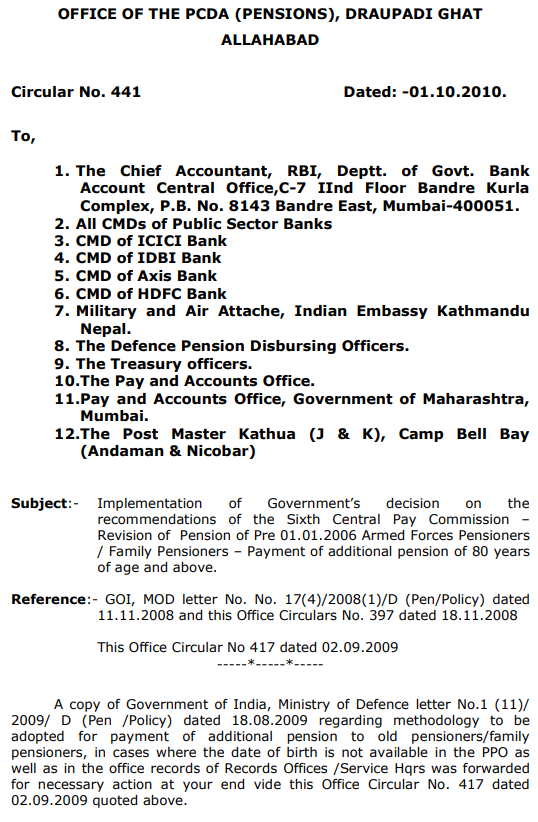 OFFICE OF THE PCDA (PENSIONS), DRAUPADI GHAT
ALLAHABAD
Circular No. 441 Dated: -01.10.2010.
To,
1. The Chief Accountant, RBI, Deptt. of Govt. Bank
Account Central Office,C-7 IInd Floor Bandre Kurla
Complex, P.B. No. 8143 Bandre East, Mumbai-400051.
2. All CMDs of Public Sector Banks
3. CMD of ICICI Bank
4. CMD of IDBI Bank
5. CMD of Axis Bank
6. CMD of HDFC Bank
7. Military and Air Attache, Indian Embassy Kathmandu
Nepal.
8. The Defence Pension Disbursing Officers.
9. The Treasury officers.
10.The Pay and Accounts Office.
11.Pay and Accounts Office, Government of Maharashtra,
Mumbai.
12.The Post Master Kathua (J & K), Camp Bell Bay
(Andaman & Nicobar)
Subject:- Implementation of Government's decision on the
recommendations of the Sixth Central Pay Commission –
Revision of Pension of Pre 01.01.2006 Armed Forces Pensioners
/ Family Pensioners – Payment of additional pension of 80 years
of age and above.
Reference:- GOI, MOD letter No. No. 17(4)/2008(1)/D (Pen/Policy) dated
11.11.2008 and this Office Circulars No. 397 dated 18.11.2008
This Office Circular No 417 dated 02.09.2009
-----*-----*-----
A copy of Government of India, Ministry of Defence letter No.1 (11)/
2009/ D (Pen /Policy) dated 18.08.2009 regarding methodology to be
adopted for payment of additional pension to old pensioners/family
pensioners, in cases where the date of birth is not available in the PPO as
well as in the office records of Records Offices /Service Hqrs was forwarded
for necessary action at your end vide this Office Circular No. 417 dated
02.09.2009 quoted above.